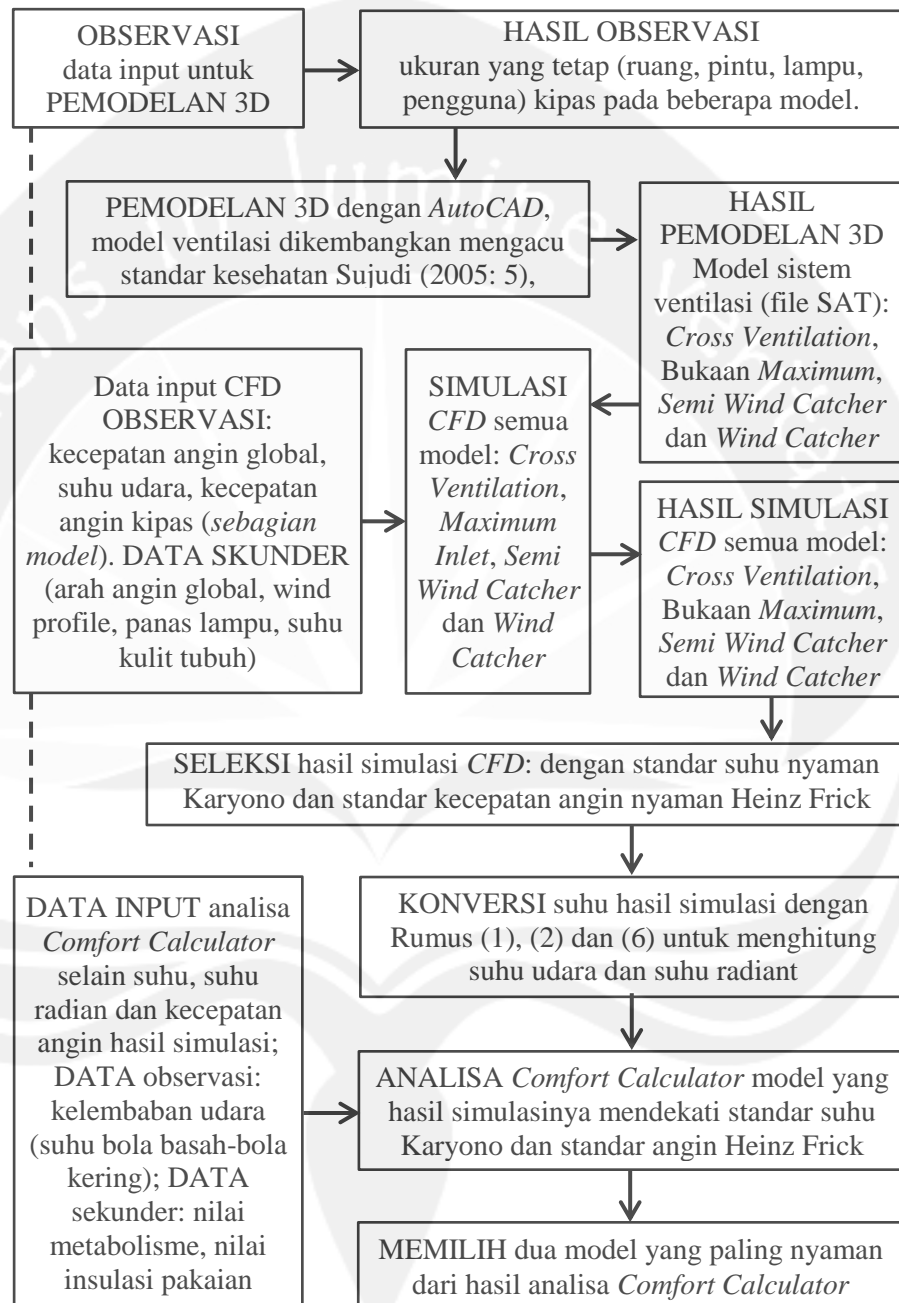 OBSERVASI
data input untuk
PEMODELAN 3D
HASIL OBSERVASI
ukuran yang tetap (ruang, pintu, lampu,
pengguna) kipas pada beberapa model.
PEMODELAN 3D dengan AutoCAD,
model ventilasi dikembangkan mengacu
standar kesehatan Sujudi (2005: 5),
HASIL
PEMODELAN 3D
Model sistem
ventilasi (file SAT):
Cross Ventilation,
Bukaan Maximum,
Semi Wind Catcher
dan Wind Catcher
Data input CFD
OBSERVASI:
kecepatan angin global,
suhu udara, kecepatan
angin kipas (sebagian
model). DATA SKUNDER
(arah angin global, wind
profile, panas lampu, suhu
kulit tubuh)
SIMULASI
CFD semua
model: Cross
Ventilation,
Maximum
Inlet, Semi
Wind Catcher
dan Wind
Catcher
HASIL SIMULASI
CFD semua model:
Cross Ventilation,
Bukaan Maximum,
Semi Wind Catcher
dan Wind Catcher
SELEKSI hasil simulasi CFD: dengan standar suhu nyaman
Karyono dan standar kecepatan angin nyaman Heinz Frick
KONVERSI suhu hasil simulasi dengan
Rumus (1), (2) dan (6) untuk menghitung
suhu udara dan suhu radiant
DATA INPUT analisa
Comfort Calculator
selain suhu, suhu
radian dan kecepatan
angin hasil simulasi;
DATA observasi:
kelembaban udara
(suhu bola basah-bola
kering); DATA
sekunder: nilai
metabolisme, nilai
insulasi pakaian
ANALISA Comfort Calculator model yang
hasil simulasinya mendekati standar suhu
Karyono dan standar angin Heinz Frick
MEMILIH dua model yang paling nyaman
dari hasil analisa Comfort Calculator
lumine